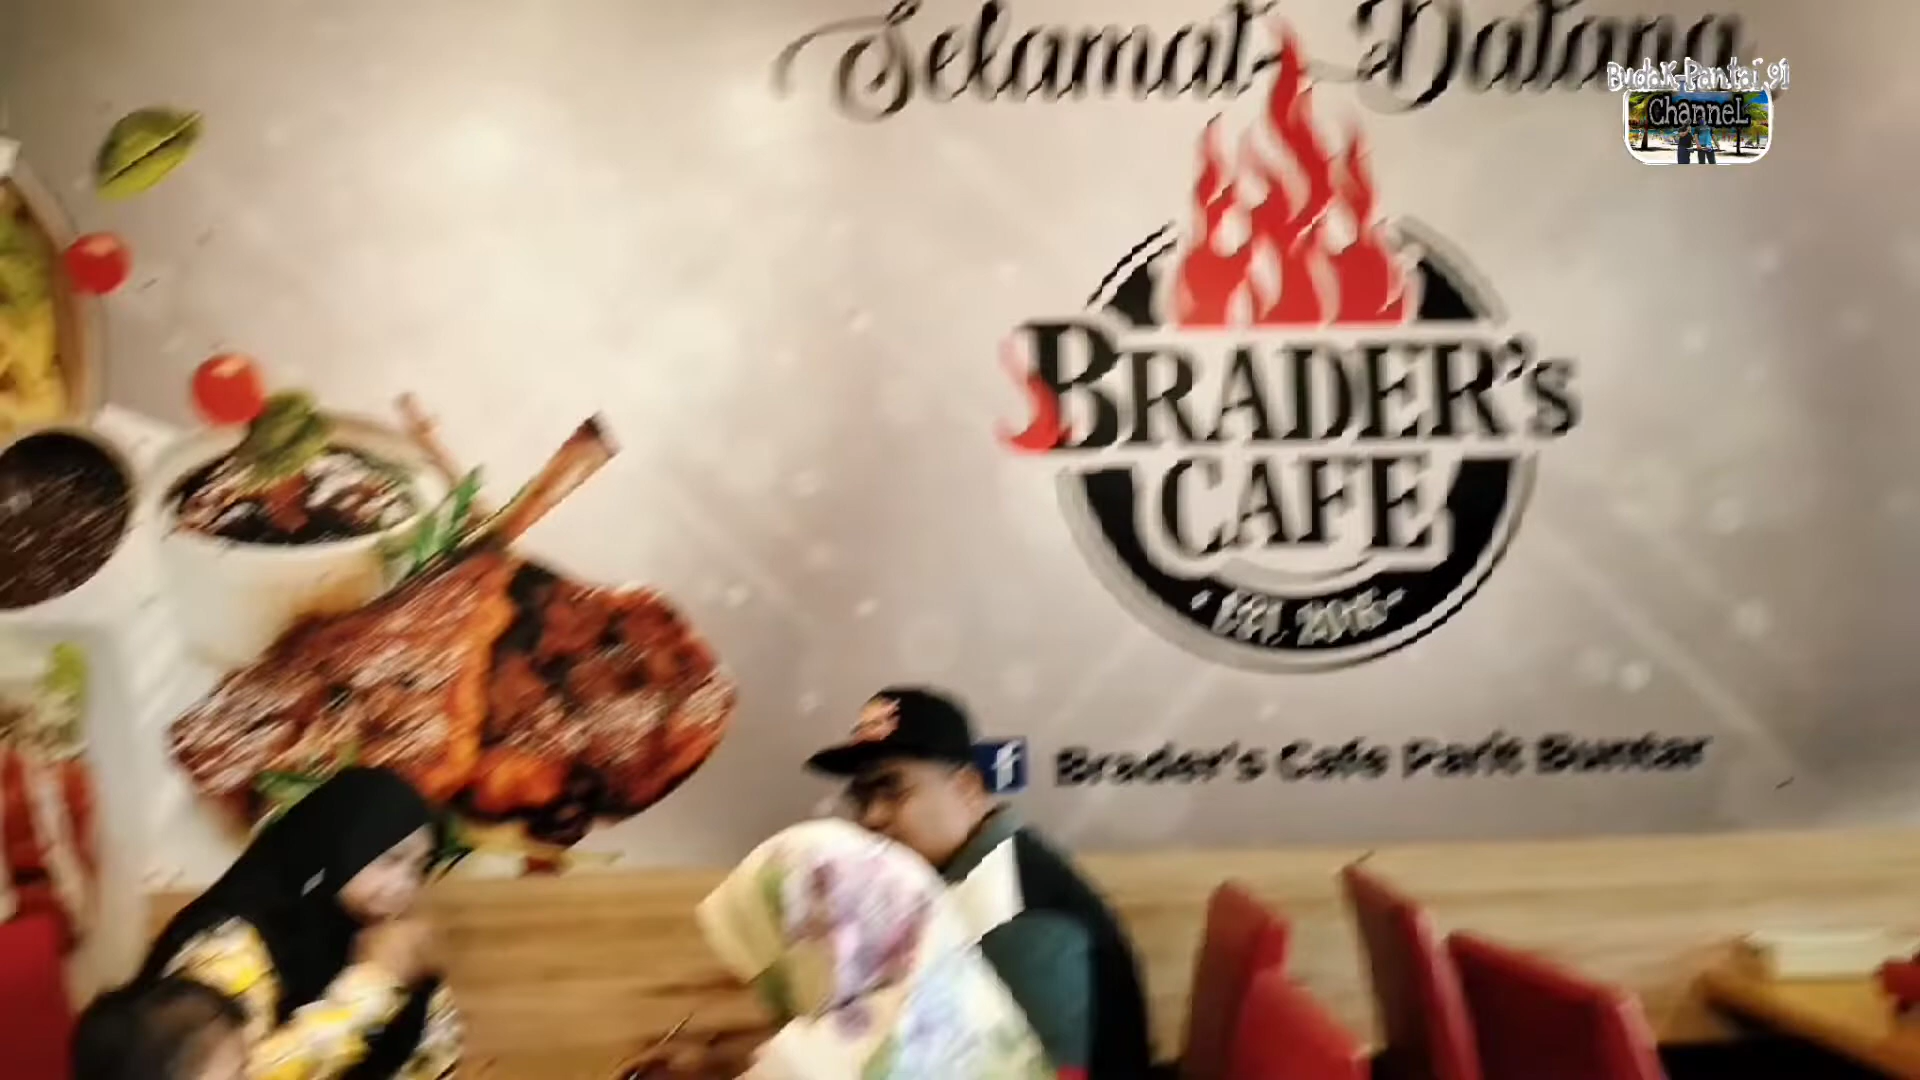 Selamat Datang
Budak Pantai 91
Channel
BRADER's
CAFE
f Brader's Cafe Parit Buntar